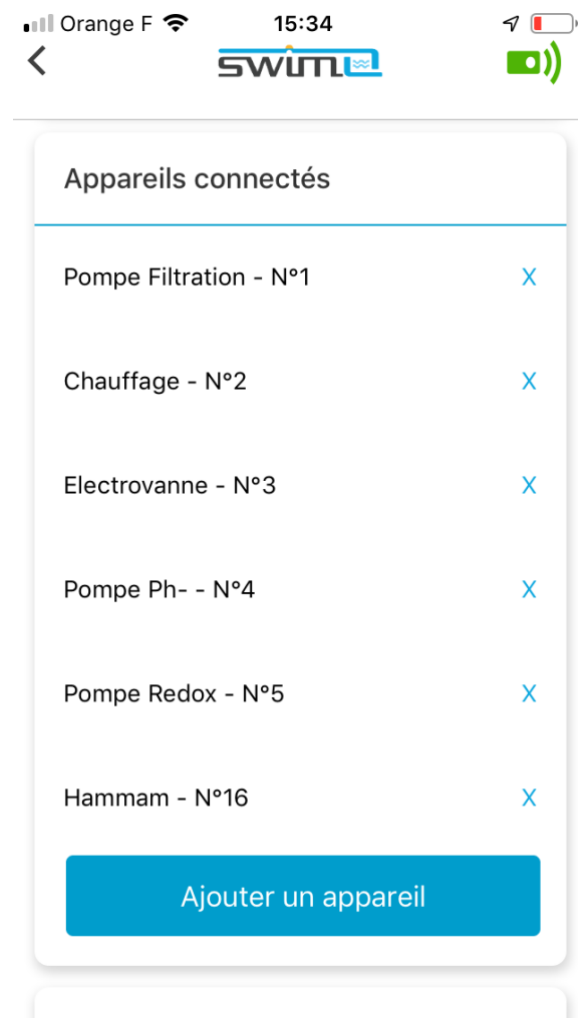 Orange F 15:34
swim
Appareils connectés
Pompe Filtration - N°1 X
Chauffage - N°2 X
Electrovanne - N°3 X
Pompe Ph- - N°4 X
Pompe Redox - N°5 X
Hammam - N°16 X
Ajouter un appareil